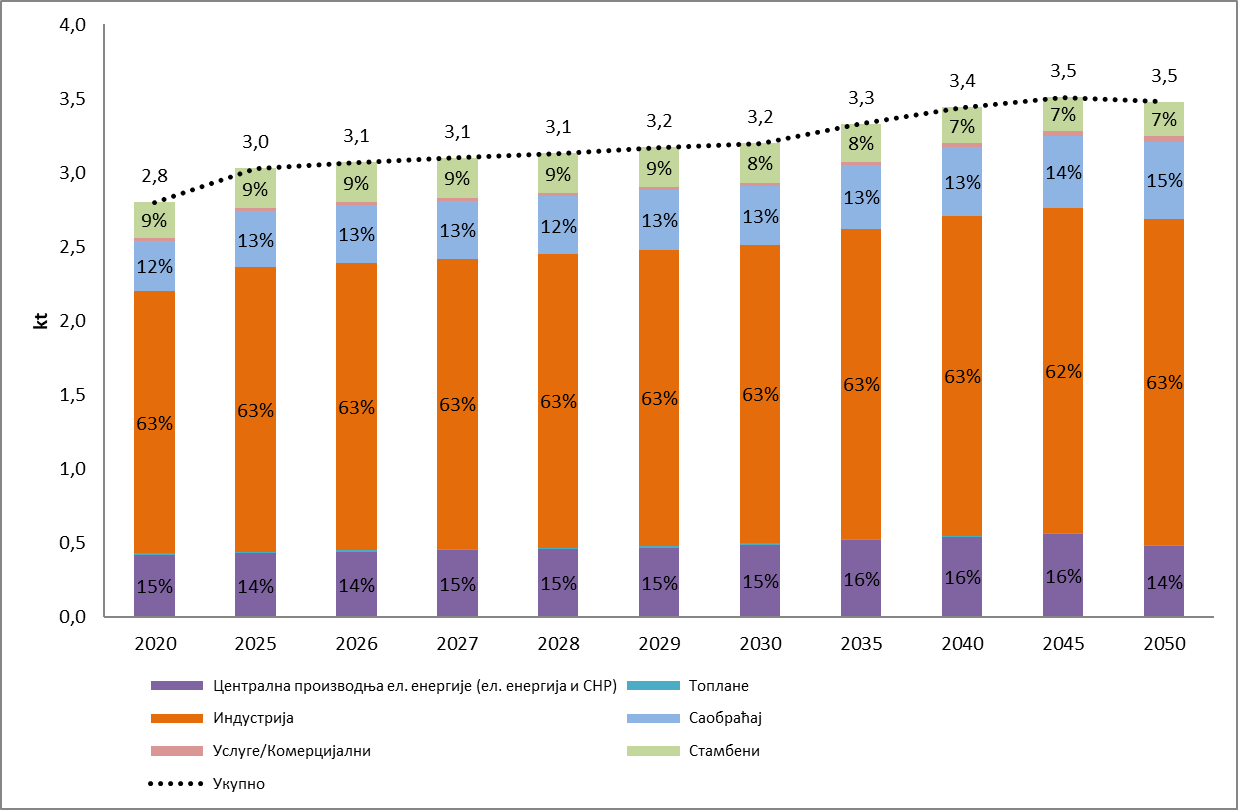 4,0
3,5
3,0
2,5
2,0
1,5
1,0
0,5
0,0
kt
2,8 3,0 3,1 3,1 3,1 3,2 3,2 3,3 3,4 3,5 3,5
9% 9% 9% 9% 9% 9% 8% 8% 7% 7% 7%
12% 13% 13% 13% 12% 13% 13% 13% 13% 14% 15%
63% 63% 63% 63% 63% 63% 63% 63% 63% 62% 63%
15% 14% 14% 15% 15% 15% 15% 16% 16% 16% 14%
2020 2025 2026 2027 2028 2029 2030 2035 2040 2045 2050
Централна производња ел. енергије (ел. енергија и CHP) Топлане
Индустрија Саобраћај
Услуге/Комерцијални Стамбени
Укупно